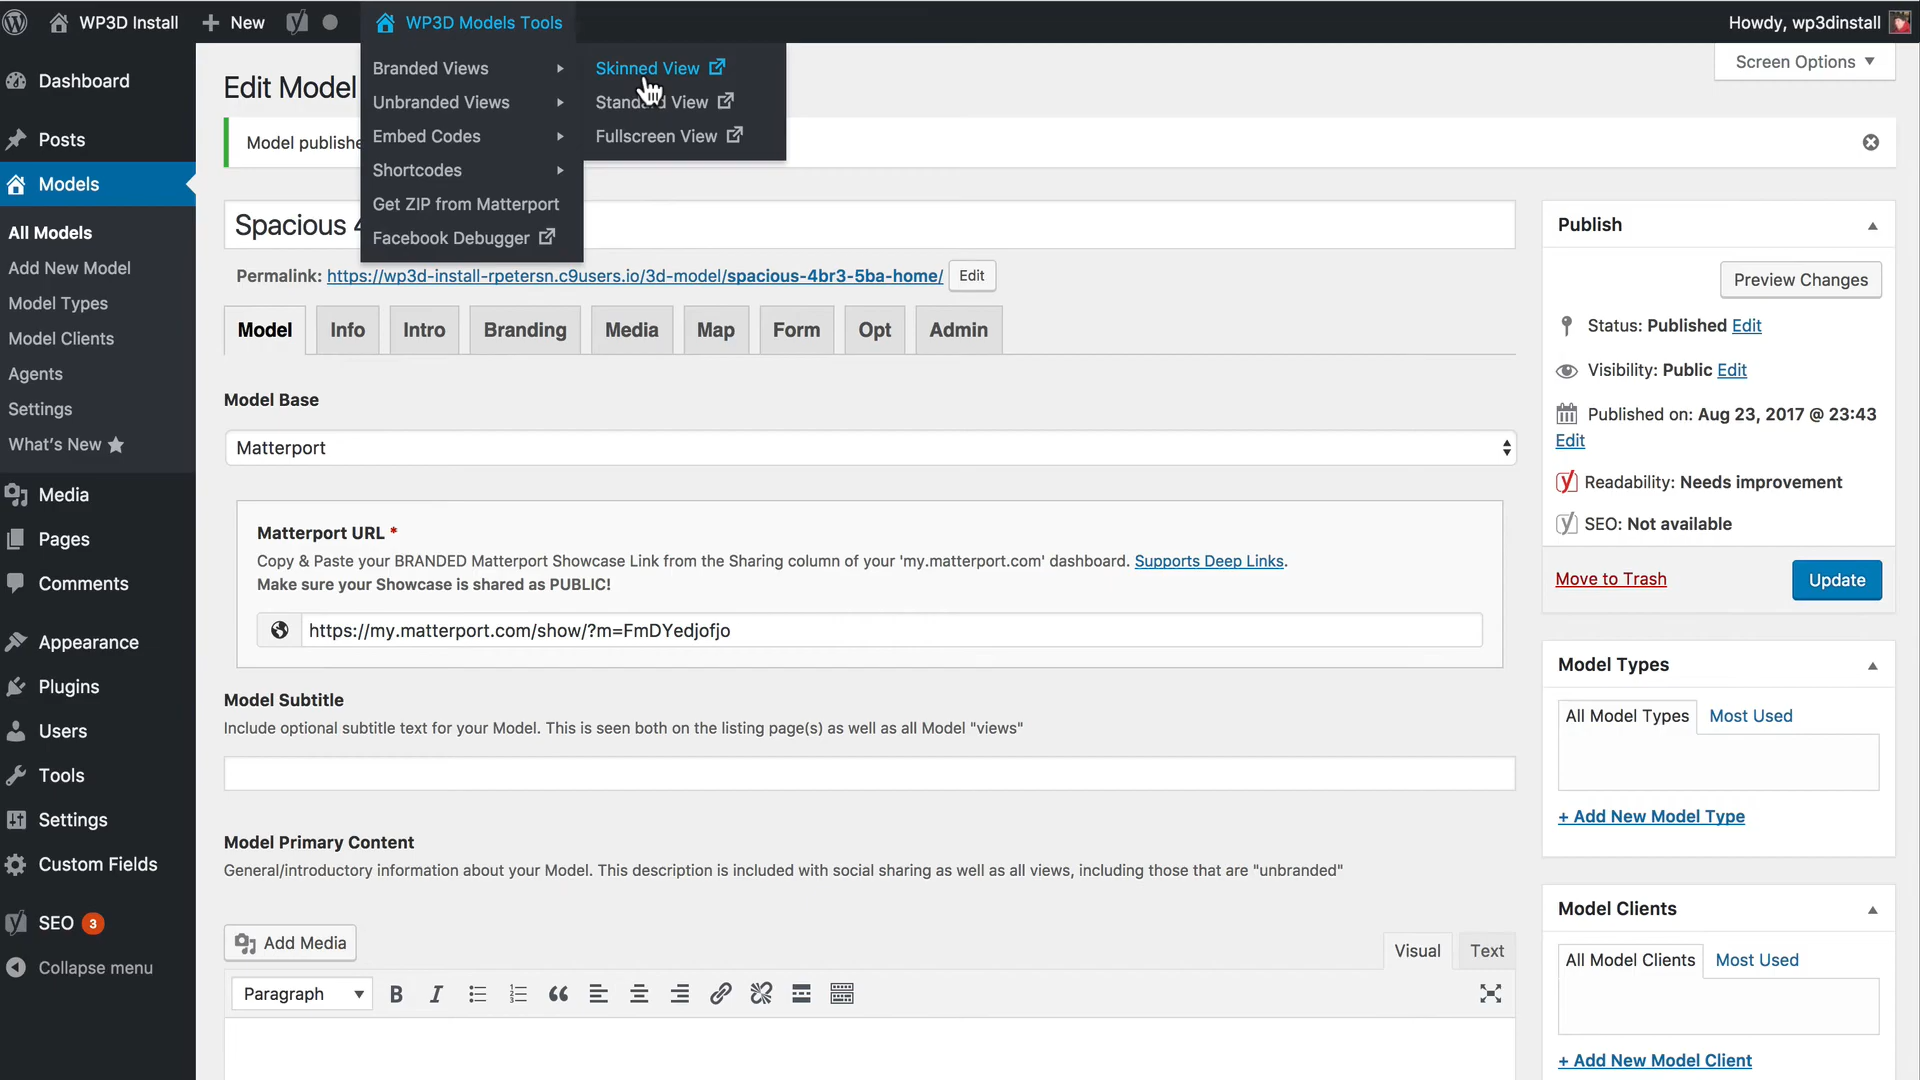 WP3D Install
New
WP3D Models Tools
Howdy, wp3dinstall
Branded Views
Unbranded Views
Embed Codes
Shortcodes
Get ZIP from Matterport
Facebook Debugger
Skinned View
Standard View
Fullscreen View
Screen Options
Dashboard
Posts
Models
All Models
Add New Model
Model Types
Model Clients
Agents
Settings
What's New
Media
Pages
Comments
Appearance
Plugins
Users
Tools
Settings
Custom Fields
SEO 3
Collapse menu
Edit Model
Model publishe
Spacious 4
Permalink: https://wp3d-install-rpetersn.c9users.io/3d-model/spacious-4br3-5ba-home/ Edit
Model Info Intro Branding Media Map Form Opt Admin
Model Base
Matterport
Matterport URL *
Copy & Paste your BRANDED Matterport Showcase Link from the Sharing column of your 'my.matterport.com' dashboard. Supports Deep Links.
Make sure your Showcase is shared as PUBLIC!
https://my.matterport.com/show/?m=FmDYedjofjo
Model Subtitle
Include optional subtitle text for your Model. This is seen both on the listing page(s) as well as all Model "views"
Model Primary Content
General/introductory information about your Model. This description is included with social sharing as well as all views, including those that are "unbranded"
Add Media
Visual Text
Paragraph
Publish
Preview Changes
Status: Published Edit
Visibility: Public Edit
Published on: Aug 23, 2017 @ 23:43
Edit
Readability: Needs improvement
SEO: Not available
Move to Trash
Update
Model Types
All Model Types Most Used
+ Add New Model Type
Model Clients
All Model Clients Most Used
+ Add New Model Client